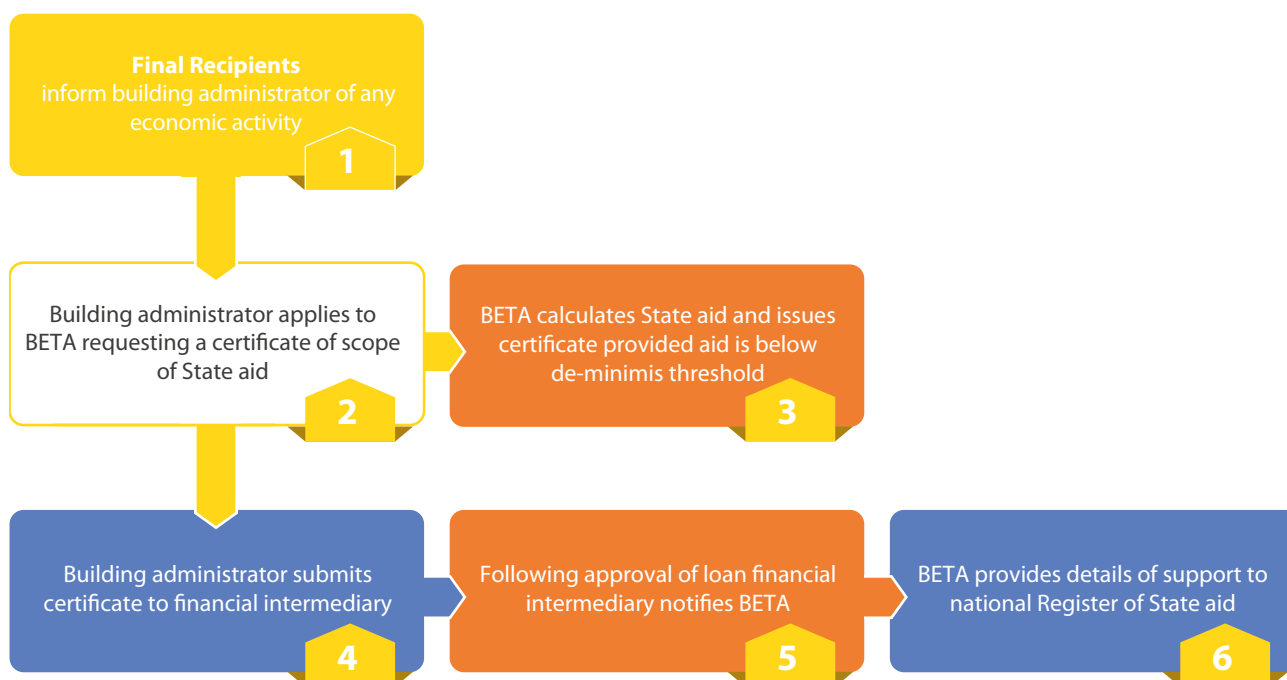 Final Recipients
inform building administrator of any
economic activity
1
Building administrator applies to
BETA requesting a certificate of scope
of State aid
2
BETA calculates State aid and issues
certificate provided aid is below
de-minimis threshold
3
Building administrator submits
certificate to financial intermediary
4
Following approval of loan financial
intermediary notifies BETA
5
BETA provides details of support to
national Register of State aid
6